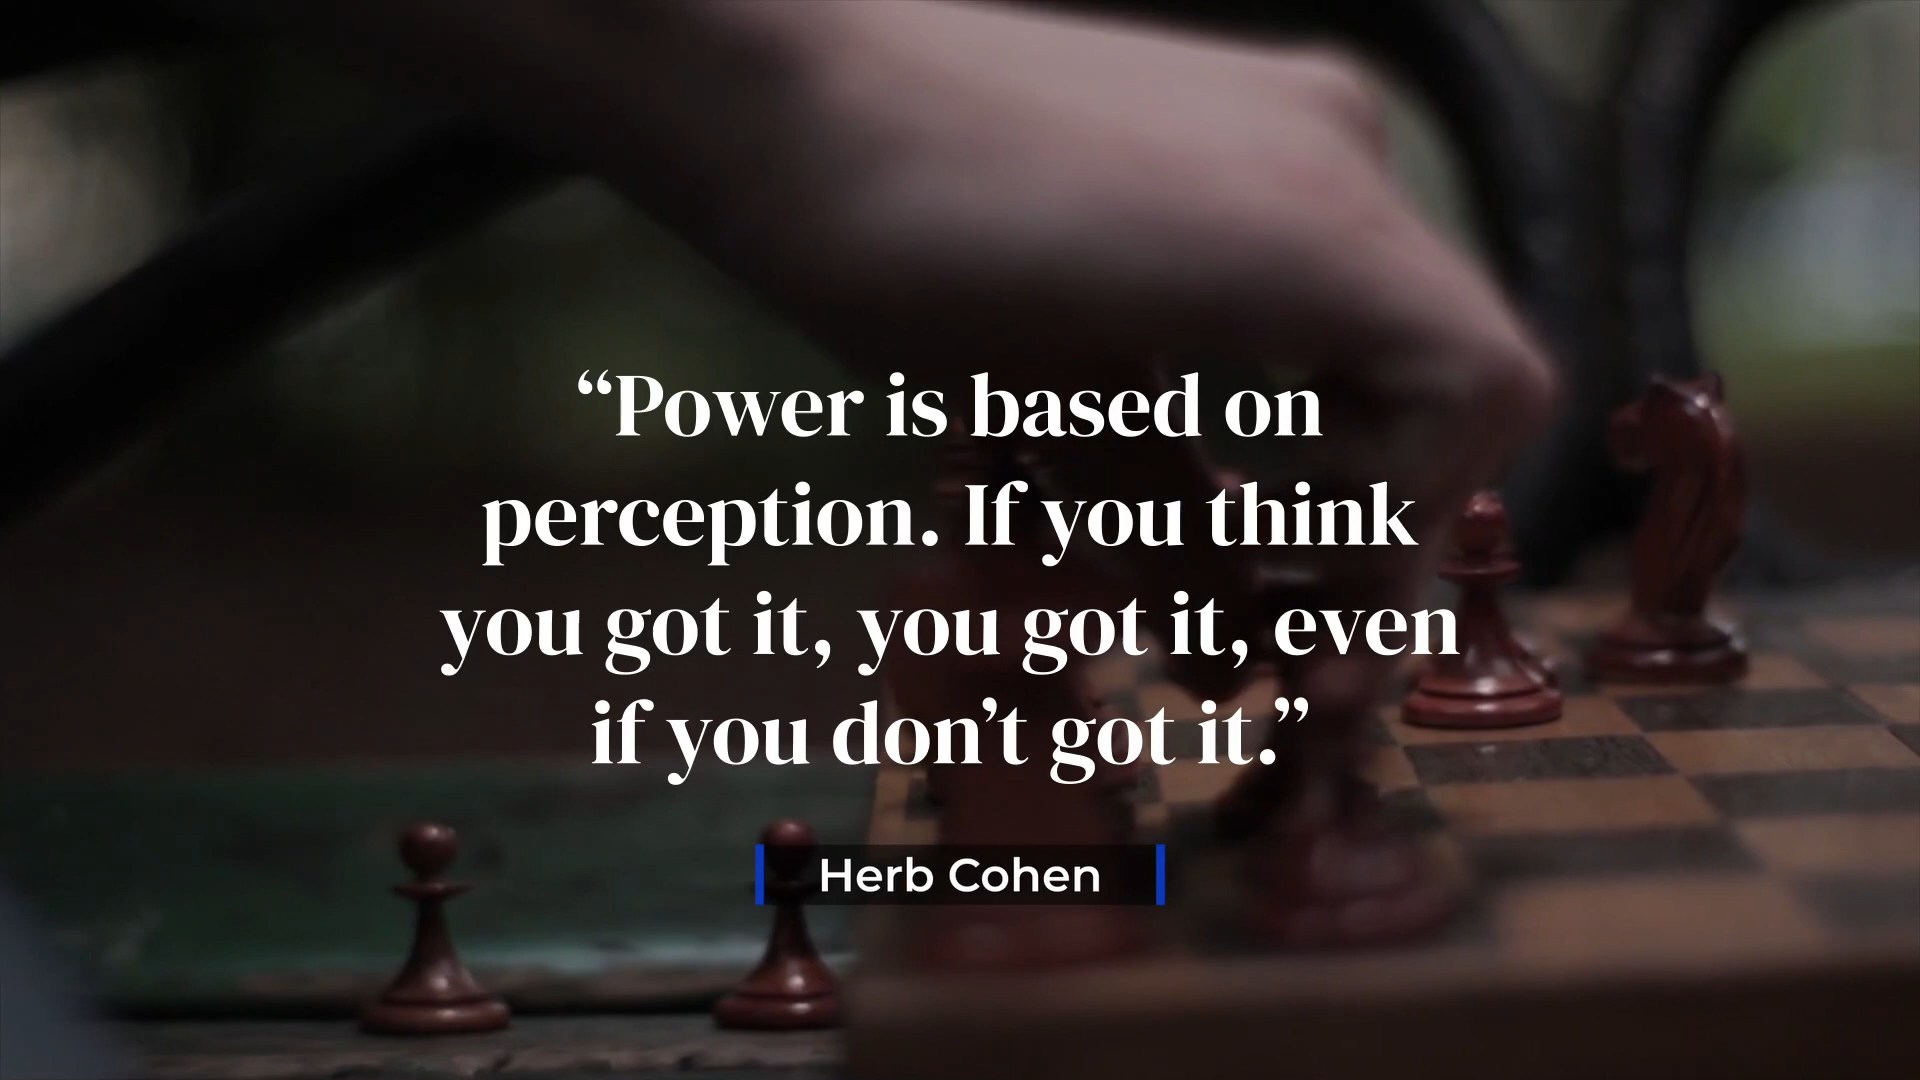 “Power is based on
perception. If you think
you got it, you got it, even
if you don’t got it.”
Herb Cohen